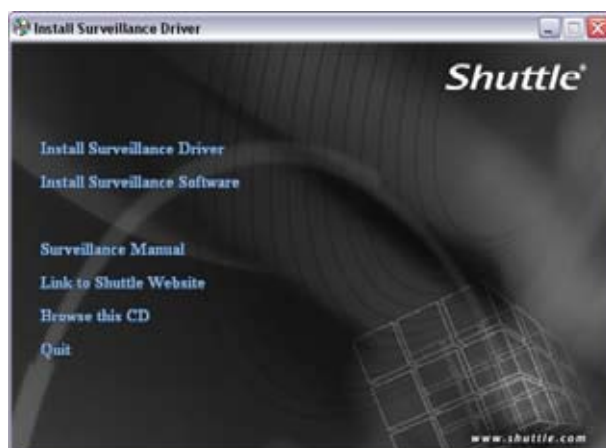 Install Surveillance Driver
Shuttle®
Install Surveillance Driver
Install Surveillance Software
Surveillance Manual
Link to Shuttle Website
Browse this CD
Quit
www.shuttle.com